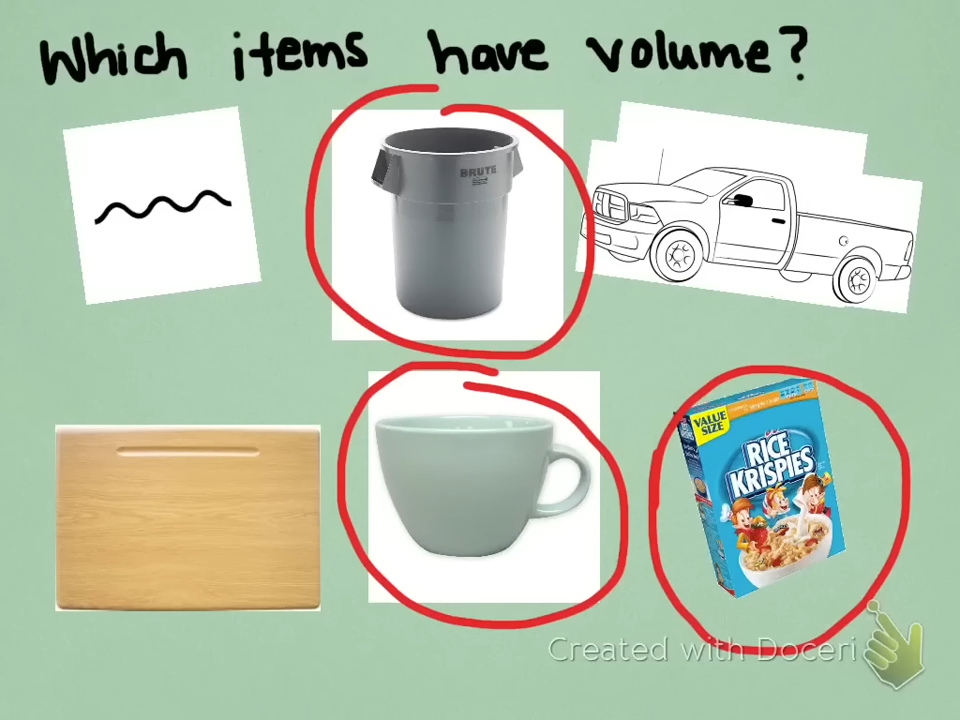 Which items have volume?
BRUTE
VALUE
SIZE
RICE
KRISPIES
Created with Doceri